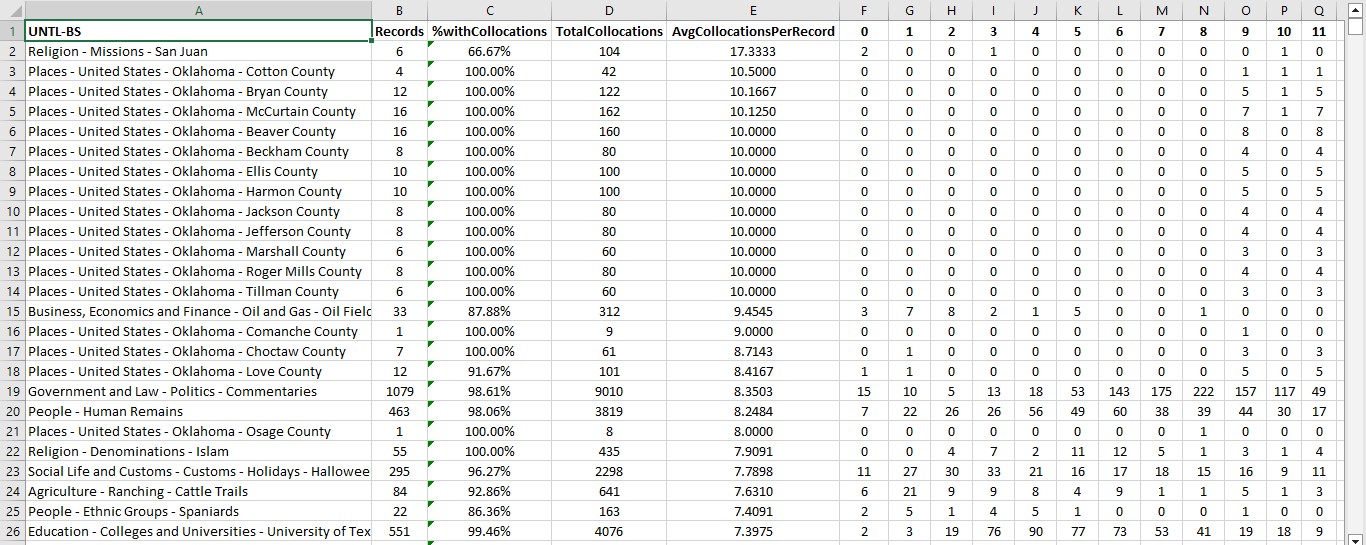 A B C D E F G H I J K L M N O P Q
1 UNTL-BS Records %withCollocations TotalCollocations AvgCollocationsPerRecord 0 1 2 3 4 5 6 7 8 9 10 11
2 Religion - Missions - San Juan 6 66.67% 104 17.3333 2 0 0 1 0 0 0 0 0 0 1 0
3 Places - United States - Oklahoma - Cotton County 4 100.00% 42 10.5000 0 0 0 0 0 0 0 0 0 1 1 1
4 Places - United States - Oklahoma - Bryan County 12 100.00% 122 10.1667 0 0 0 0 0 0 0 0 0 5 1 5
5 Places - United States - Oklahoma - McCurtain County 16 100.00% 162 10.1250 0 0 0 0 0 0 0 0 0 7 1 7
6 Places - United States - Oklahoma - Beaver County 16 100.00% 160 10.0000 0 0 0 0 0 0 0 0 0 8 0 8
7 Places - United States - Oklahoma - Beckham County 8 100.00% 80 10.0000 0 0 0 0 0 0 0 0 0 4 0 4
8 Places - United States - Oklahoma - Ellis County 10 100.00% 100 10.0000 0 0 0 0 0 0 0 0 0 5 0 5
9 Places - United States - Oklahoma - Harmon County 10 100.00% 100 10.0000 0 0 0 0 0 0 0 0 0 5 0 5
10 Places - United States - Oklahoma - Jackson County 8 100.00% 80 10.0000 0 0 0 0 0 0 0 0 0 4 0 4
11 Places - United States - Oklahoma - Jefferson County 8 100.00% 80 10.0000 0 0 0 0 0 0 0 0 0 4 0 4
12 Places - United States - Oklahoma - Marshall County 6 100.00% 60 10.0000 0 0 0 0 0 0 0 0 0 3 0 3
13 Places - United States - Oklahoma - Roger Mills County 8 100.00% 80 10.0000 0 0 0 0 0 0 0 0 0 4 0 4
14 Places - United States - Oklahoma - Tillman County 6 100.00% 60 10.0000 0 0 0 0 0 0 0 0 0 3 0 3
15 Business, Economics and Finance - Oil and Gas - Oil Field 33 87.88% 312 9.4545 3 7 8 2 1 5 0 0 1 0 0 0
16 Places - United States - Oklahoma - Comanche County 1 100.00% 9 9.0000 0 0 0 0 0 0 0 0 0 1 0 0
17 Places - United States - Oklahoma - Choctaw County 7 100.00% 61 8.7143 0 1 0 0 0 0 0 0 0 3 0 3
18 Places - United States - Oklahoma - Love County 12 91.67% 101 8.4167 1 1 0 0 0 0 0 0 0 5 0 5
19 Government and Law - Politics - Commentaries 1079 98.61% 9010 8.3503 15 10 5 13 18 53 143 175 222 157 117 49
20 People - Human Remains 463 98.06% 3819 8.2484 7 22 26 26 56 49 60 38 39 44 30 17
21 Places - United States - Oklahoma - Osage County 1 100.00% 8 8.0000 0 0 0 0 0 0 0 0 1 0 0 0
22 Religion - Denominations - Islam 55 100.00% 435 7.9091 0 0 4 7 2 11 12 5 1 3 1 4
23 Social Life and Customs - Customs - Holidays - Hallowee 295 96.27% 2298 7.7898 11 27 30 33 21 16 17 18 15 16 9 11
24 Agriculture - Ranching - Cattle Trails 84 92.86% 641 7.6310 6 21 9 9 8 4 9 1 1 5 1 3
25 People - Ethnic Groups - Spaniards 22 86.36% 163 7.4091 2 5 1 4 5 1 0 0 0 1 0 0
26 Education - Colleges and Universities - University of Tex 551 99.46% 4076 7.3975 2 3 19 76 90 77 73 53 41 19 18 9